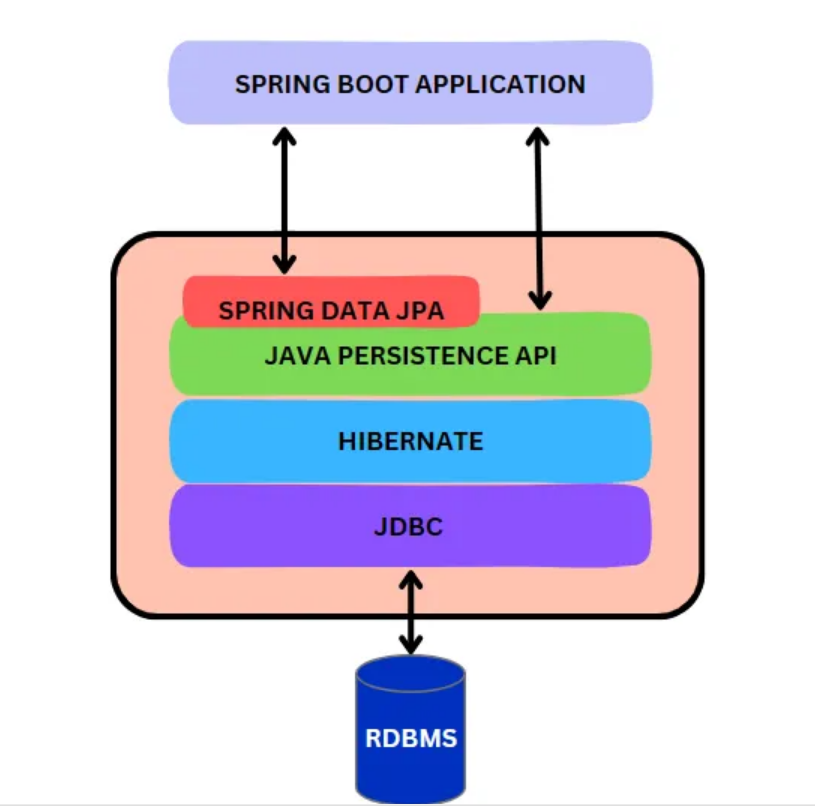 SPRING BOOT APPLICATION
SPRING DATA JPA
JAVA PERSISTENCE API
HIBERNATE
JDBC
RDBMS